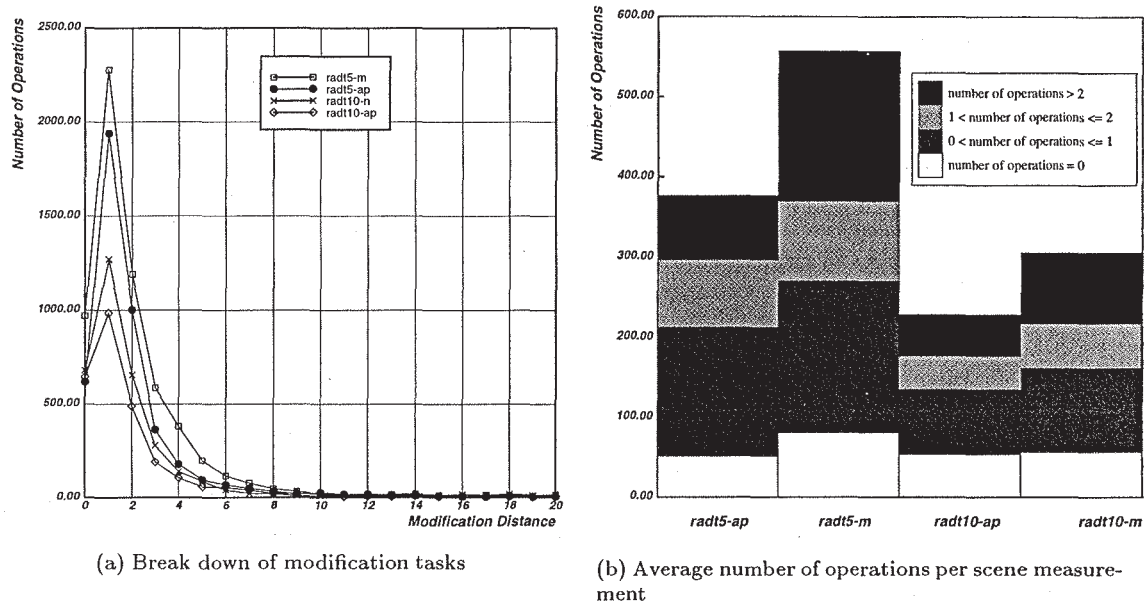 Number of Operations
2500.00
2000.00
1500.00
1000.00
500.00
0.00
radt5-m
radt5-ap
radt10-n
radt10-ap
0 2 4 6 8 10 12 14 16 18 20
Modification Distance
(a) Break down of modification tasks
Number of Operations
600.00
500.00
400.00
300.00
200.00
100.00
0.00
number of operations > 2
1 < number of operations <= 2
0 < number of operations <= 1
number of operations = 0
radt5-ap radt5-m radt10-ap radt10-m
(b) Average number of operations per scene measure-
ment